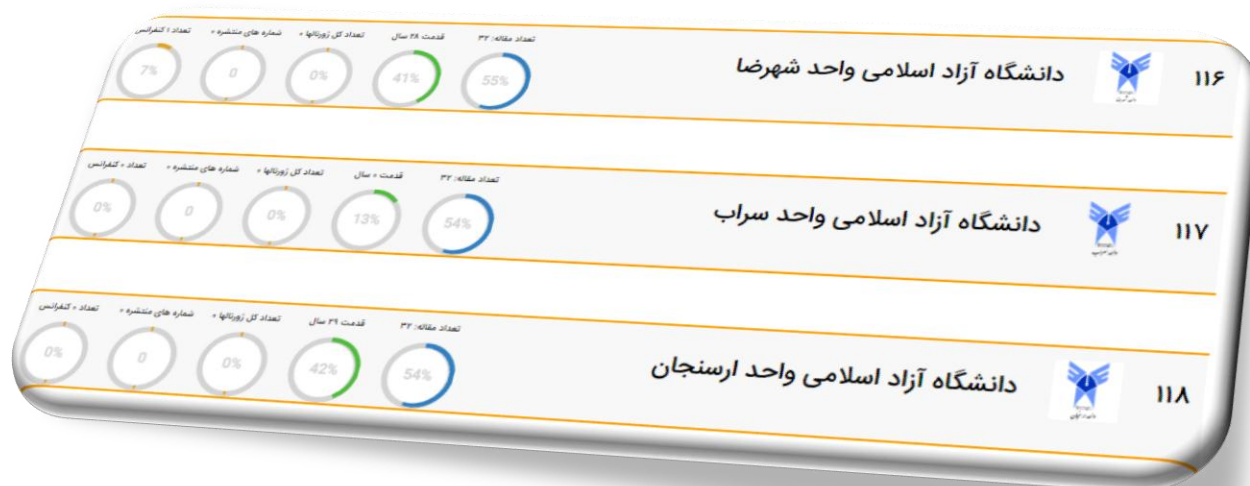 ۱۱۶
دانشگاه آزاد اسلامی واحد شهرضا
تعداد مقاله: ۳۲
55%
قدمت ۲۸ سال
41%
تعداد کل ژورنالها ۰
0%
شماره های منتشره ۰
0
تعداد ۱ کنفرانس
7%
۱۱۷
دانشگاه آزاد اسلامی واحد سراب
تعداد مقاله: ۳۲
54%
قدمت ۰ سال
13%
تعداد کل ژورنالها ۰
0%
شماره های منتشره ۰
0
تعداد ۰ کنفرانس
0%
۱۱۸
دانشگاه آزاد اسلامی واحد ارسنجان
تعداد مقاله: ۳۲
54%
قدمت ۲۹ سال
42%
تعداد کل ژورنالها ۰
0%
شماره های منتشره ۰
0
تعداد ۰ کنفرانس
0%